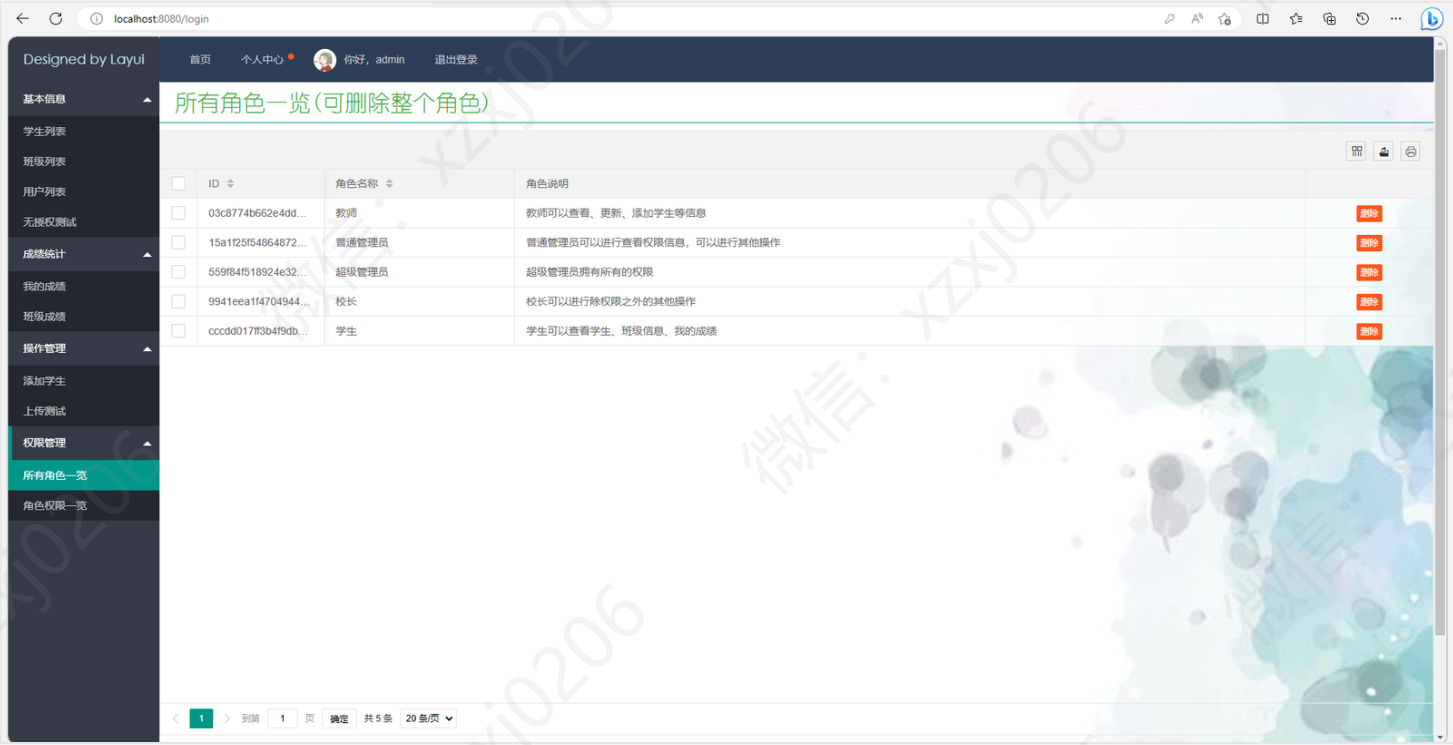 localhost:8080/login
Designed by Layui
首页 个人中心 你好，admin 退出登录
基本信息
学生列表
班级列表
用户列表
无授权测试
成绩统计
我的成绩
班级成绩
操作管理
添加学生
上传测试
权限管理
所有角色一览
角色权限一览
所有角色一览(可删除整个角色)
ID 角色名称 角色说明
03c8774b662e4dd... 教师 教师可以查看、更新、添加学生等信息 删除
15a1f25f54864872... 普通管理员 普通管理员可以进行查看权限信息，可以进行其他操作 删除
559f84f518924e32... 超级管理员 超级管理员拥有所有的权限 删除
9941eea1f4704944... 校长 校长可以进行除权限之外的其他操作 删除
cccdd017ff3b4f9db... 学生 学生可以查看学生、班级信息、我的成绩 删除
1 到第 1 页 确定 共 5 条 20 条/页
微信：xzxj0206
微信：xzxj0206
微信
xzxj0206
xzxj0206